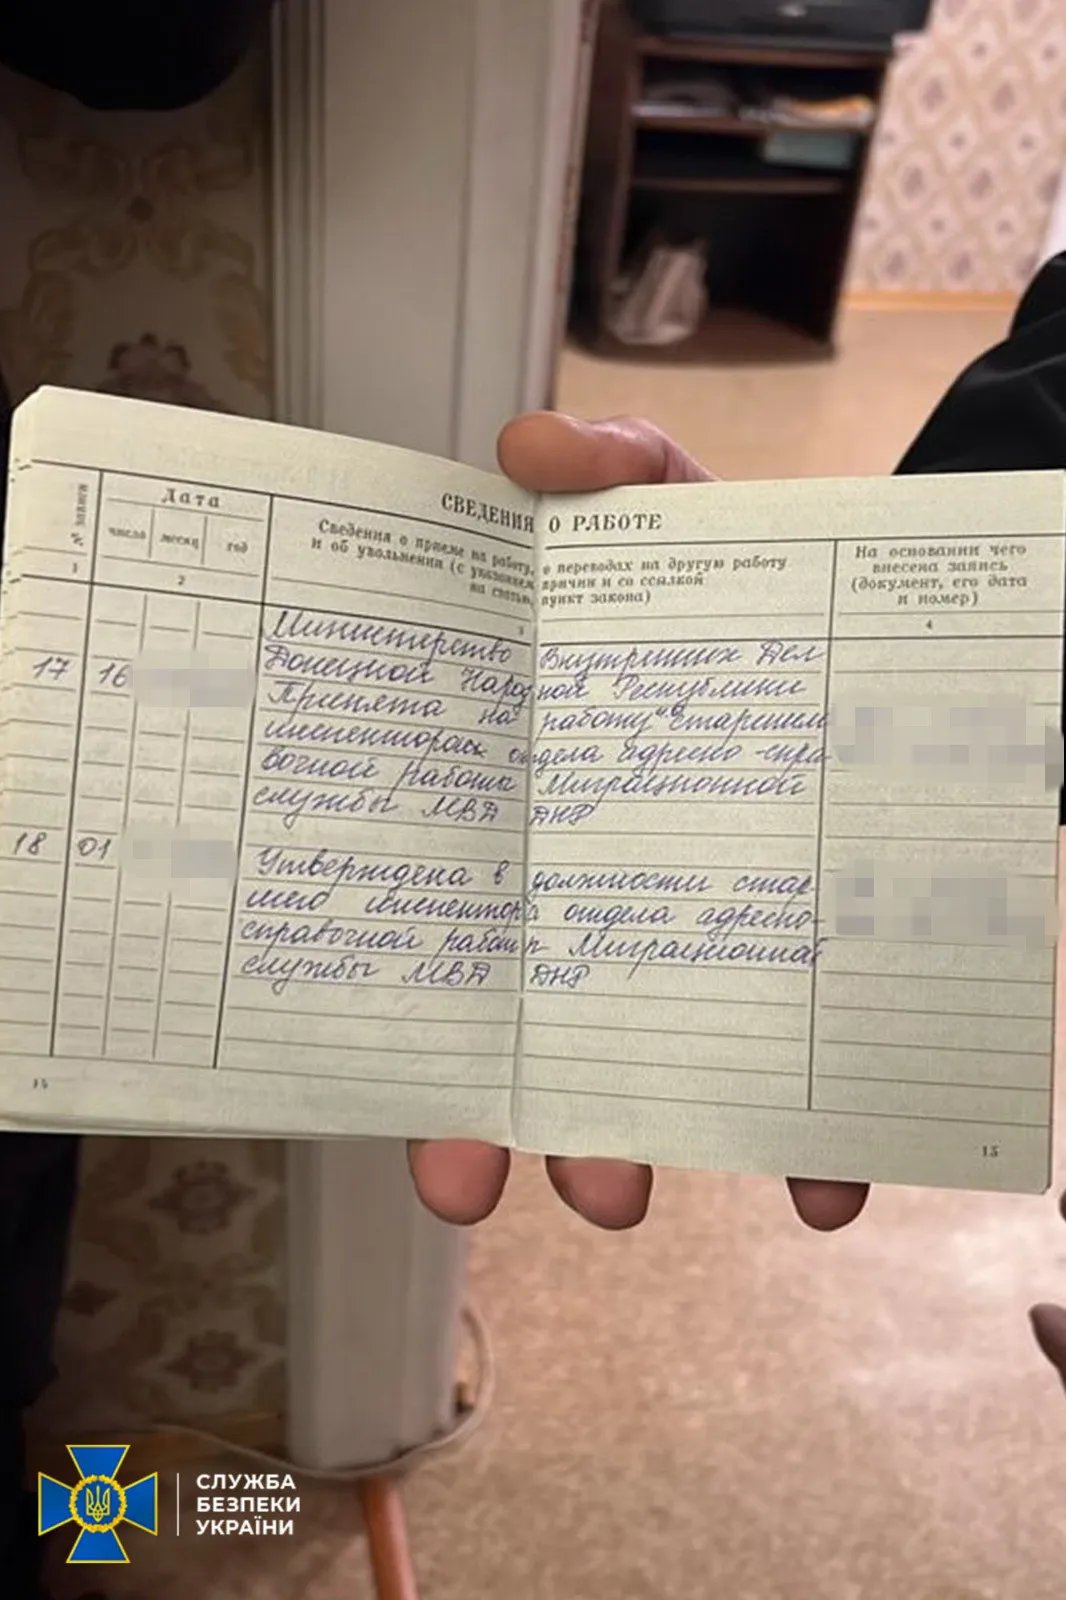 СВЕДЕНИЯ О РАБОТЕ
№ записи
Дата
число месяц год
Сведения о приеме на работу, о переводах на другую работу
и об увольнении (с указанием причин и со ссылкой
на статью, пункт закона)
На основании чего
внесена запись
(документ, его дата
и номер)
1 2 3 4
Министерство Внутренних Дел
Донецкой Народной Республики
17 16
Принята на работу старшим
инспектором отдела адресно-спра
вочной работы Миграционной
службы МВД ДНР
18 01
Утверждена в должности стар-
шего инспектора отдела адресно-
справочной работы Миграционной
службы МВД ДНР
14
15
СЛУЖБА
БЕЗПЕКИ
УКРАЇНИ